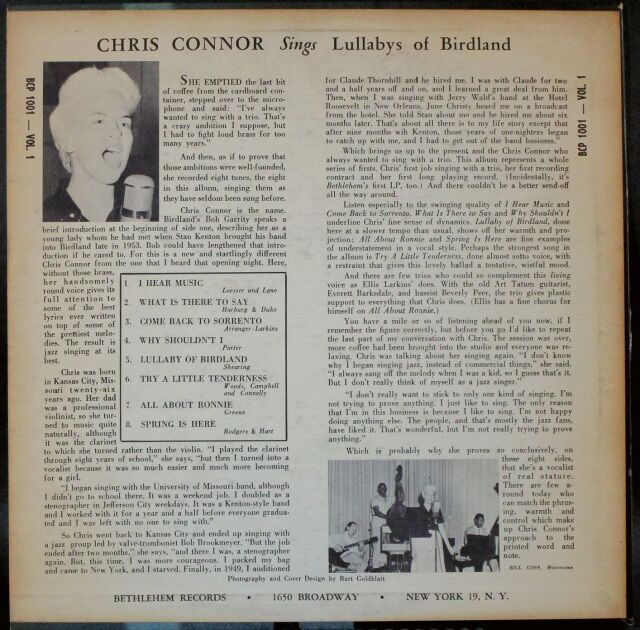 CHRIS CONNOR Sings Lullabys of Birdland
BCP 1001 — VOL. 1
SHE EMPTIED the last bit
of coffee from the cardboard con-
tainer, stepped over to the micro-
phone and said: "I've always
wanted to sing with a trio. That's
a crazy ambition I suppose, but
I had to fight loud brass for too
many years."
And then, as if to prove that
those ambitions were well-founded,
she recorded eight tunes, the eight
in this album, singing them as
they have seldom been sung before.
Chris Connor is the name.
Birdland's Bob Garrity speaks a
brief introduction at the beginning of side one, describing her as a
young lady whom he had met when Stan Kenton brought his band
into Birdland late in 1953. Bob could have lengthened that intro-
duction if he cared to. For this is a new and startlingly different
Chris Connor from the one that I heard that opening night. Here,
without those brass,
her handsomely
round voice gives its
full attention to
some of the best
lyrics ever written
on top of some of
the prettiest melo-
dies. The result is
jazz singing at its
best.
Chris was born
in Kansas City, Mis-
souri twenty-six
years ago. Her dad
was a professional
violinist, so she tur-
ned to music quite
naturally, although
it was the clarinet
to which she turned rather than the violin. "I played the clarinet
through eight years of school," she says, "but then I turned into a
vocalist because it was so much easier and much more becoming
for a girl.
"I began singing with the University of Missouri band, although
I didn't go to school there. It was a weekend job. I doubled as a
stenographer in Jefferson City weekdays. It was a Kenton-style band
and I worked with it for a year and a half before everyone gradua-
ted and I was left with no one to sing with."
So Chris went back to Kansas City and ended up singing with
a jazz group led by valve-trombonist Bob Brookmeyer. "But the job
ended after two months," she says, "and there I was, a stenographer
again. But, this time, I was more courageous. I packed my bag
and came to New York, and I starved. Finally, in 1949, I auditioned
1. I HEAR MUSIC
Loesser and Lane
2. WHAT IS THERE TO SAY
Harburg & Duke
3. COME BACK TO SORRENTO
Arranger-Larkins
4. WHY SHOULDN'T I
Porter
5. LULLABY OF BIRDLAND
Shearing
6. TRY A LITTLE TENDERNESS
Woods, Campbell
and Connelly
7. ALL ABOUT RONNIE
Greene
8. SPRING IS HERE
Rodgers & Hart
for Claude Thornhill and he hired me. I was with Claude for two
and a half years off and on, and I learned a great deal from him.
Then, when I was singing with Jerry Wald's band at the Hotel
Roosevelt in New Orleans, June Christy heard me on a broadcast
from the hotel. She told Stan about me and he hired me about six
months later. That's about all there is to my life story except that
after nine months wih Kenton, those years of one-nighters began
to catch up with me, and I had to get out of the band business."
Which brings us up to the present and the Chris Connor who
always wanted to sing with a trio. This album represents a whole
series of firsts. Chris' first job singing with a trio, her first recording
contract and her first long playing record. (Incidentally, it's
Bethlehem's first LP, too.) And there couldn't be a better send-off
all the way around.
Listen especially to the swinging quality of I Hear Music and
Come Back to Sorrento. What Is There to Say and Why Shouldn't I
underline Chris' fine sense of dynamics. Lullaby of Birdland, done
here at a slower tempo than usual, shows off her warmth and pro-
jection; All About Ronnie and Spring Is Here are fine examples
of understatement in a vocal style. Perhaps the strongest song in
the album is Try A Little Tenderness, done almost sotto voice, with
a restraint that gives this lovely ballad a tentative, wistful mood.
And there are few trios who could so complement this living
voice as Ellis Larkins' does. With the old Art Tatum guitarist,
Everett Barksdale, and bassist Beverly Peer, the trio gives plastic
support to everything that Chris does. (Ellis has a fine chorus for
himself on All About Ronnie.)
You have a mile or so of listening ahead of you now, if I
remember the figure correctly, but before you go I'd like to repeat
the last part of my conversation with Chris. The session was over,
more coffee had been brought into the studio and everyone was re-
laxing. Chris was talking about her singing again, "I don't know
why I began singing jazz, instead of commercial things," she said.
"I always sang off the melody when I was a kid, so I guess that's it.
But I don't really think of myself as a jazz singer."
"I don't really want to stick to only one kind of singing. I'm
not trying to prove anything. I just like to sing. The only reason
that I'm in this business is because I like to sing. I'm not happy
doing anything else. The people, and that's mostly the jazz fans,
have liked it. That's wonderful, but I'm not really trying to prove
anything."
Which is probably why she proves so conclusively, on
these eight sides,
that she's a vocalist
of real stature.
There are few a-
round today who
can match the phras-
ing, warmth and
control which make
up Chris Connor's
approach to the
printed word and
note.
BILL COSS, Metronome
BCP 1001 — VOL. 1
Photography and Cover Design by Burt Goldblatt
BETHLEHEM RECORDS • 1650 BROADWAY • NEW YORK 19, N. Y.